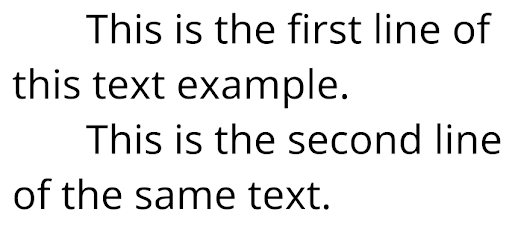 This is the first line of
this text example.
This is the second line
of the same text.